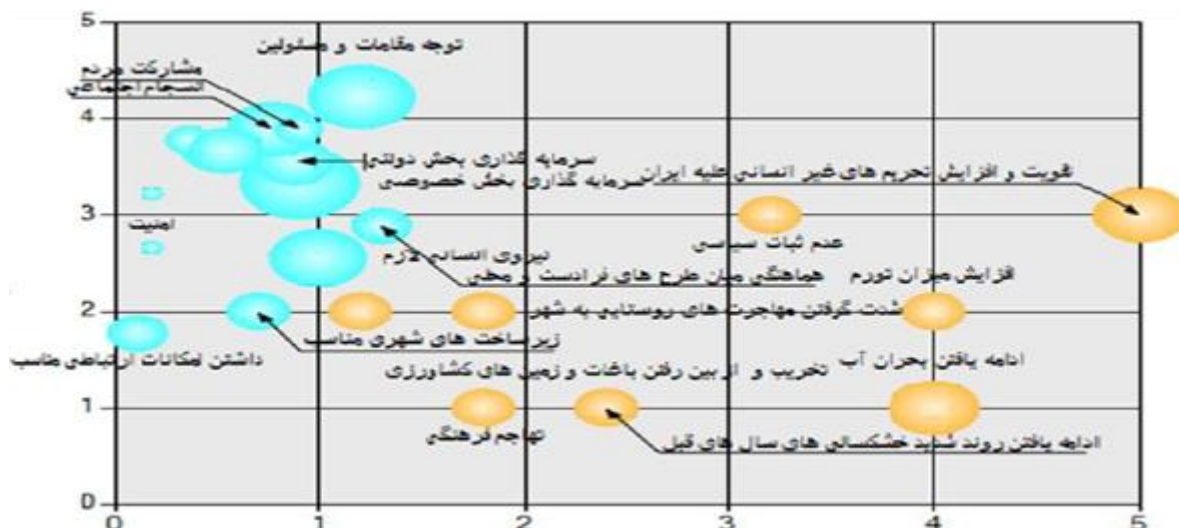 5
توجه مقامات و مسئولین
مشارکت مردم
انسجام اجتماعی
4
سرمایه گذاری بخش دولتی
تقویت و افزایش تحریم های غیر انسانی علیه ایران
سرمایه گذاری بخش خصوصی
3
امنیت
عدم ثبات سیاسی
نیروی انسانی لازم
هماهنگی میان طرح های فرادست و محلی
افزایش میزان تورم
2
شدت گرفتن مهاجرت های روستایی به شهر
زیرساخت های شهری مناسب
داشتن امکانات ارتباطی مناسب
ادامه یافتن بحران آب
تخریب و از بین رفتن باغات و زمین های کشاورزی
1
تهاجم فرهنگی
ادامه یافتن روند شدید خشکسالی های سال های قبل
0
0 1 2 3 4 5